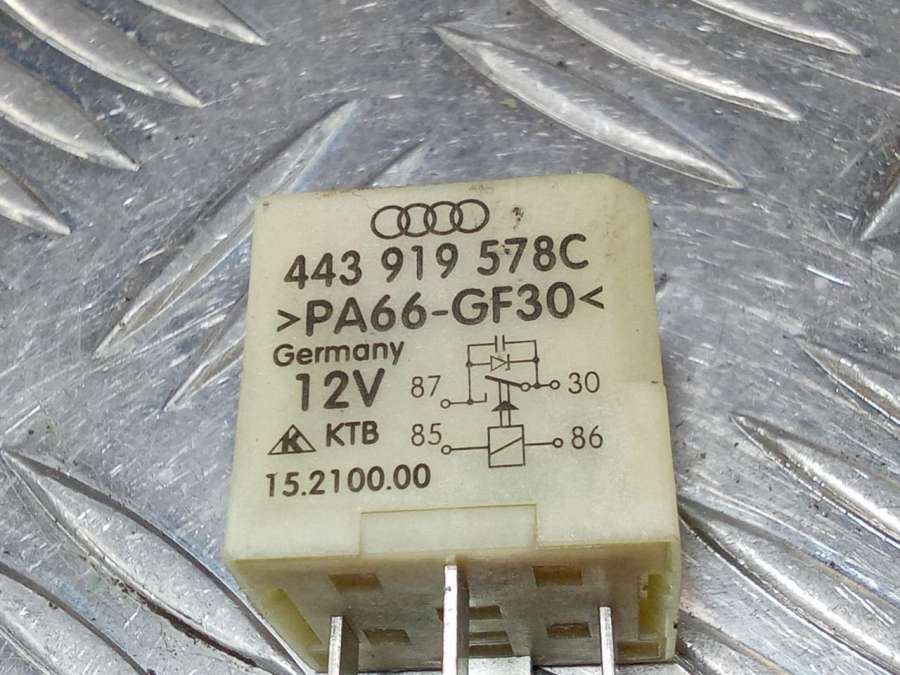 443 919 578C
>PA66-GF30<
Germany
12V
87 30
KTB
85 86
15.2100.00